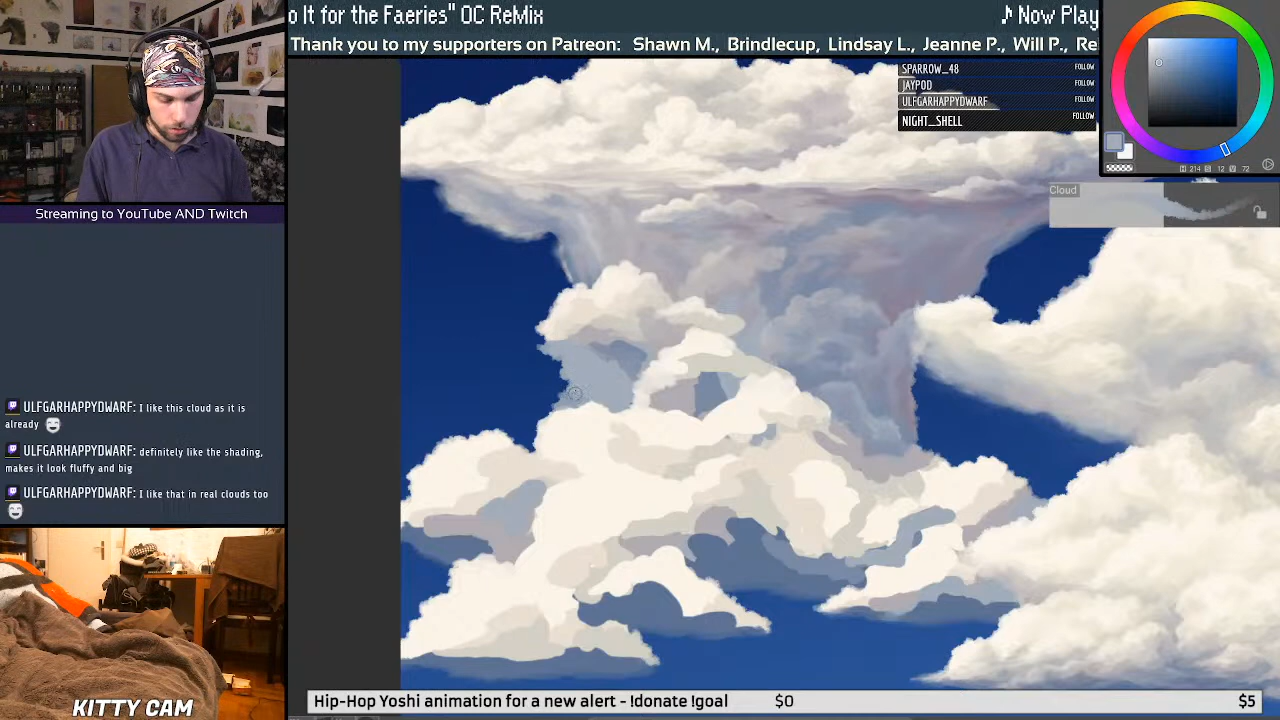 o It for the Faeries" OC ReMix
♪ Now Play
Thank you to my supporters on Patreon: Shawn M., Brindlecup, Lindsay L., Jeanne P., Will P., Re
SPARROW_48 FOLLOW
JAYPOD FOLLOW
ULFGARHAPPYDWARF FOLLOW
NIGHT_SHELL FOLLOW
H 214 S 12 V 72
Cloud
Streaming to YouTube AND Twitch
ULFGARHAPPYDWARF: I like this cloud as it is
already
ULFGARHAPPYDWARF: definitely like the shading,
makes it look fluffy and big
ULFGARHAPPYDWARF: I like that in real clouds too
KITTY CAM
Hip-Hop Yoshi animation for a new alert - !donate !goal $0 $5